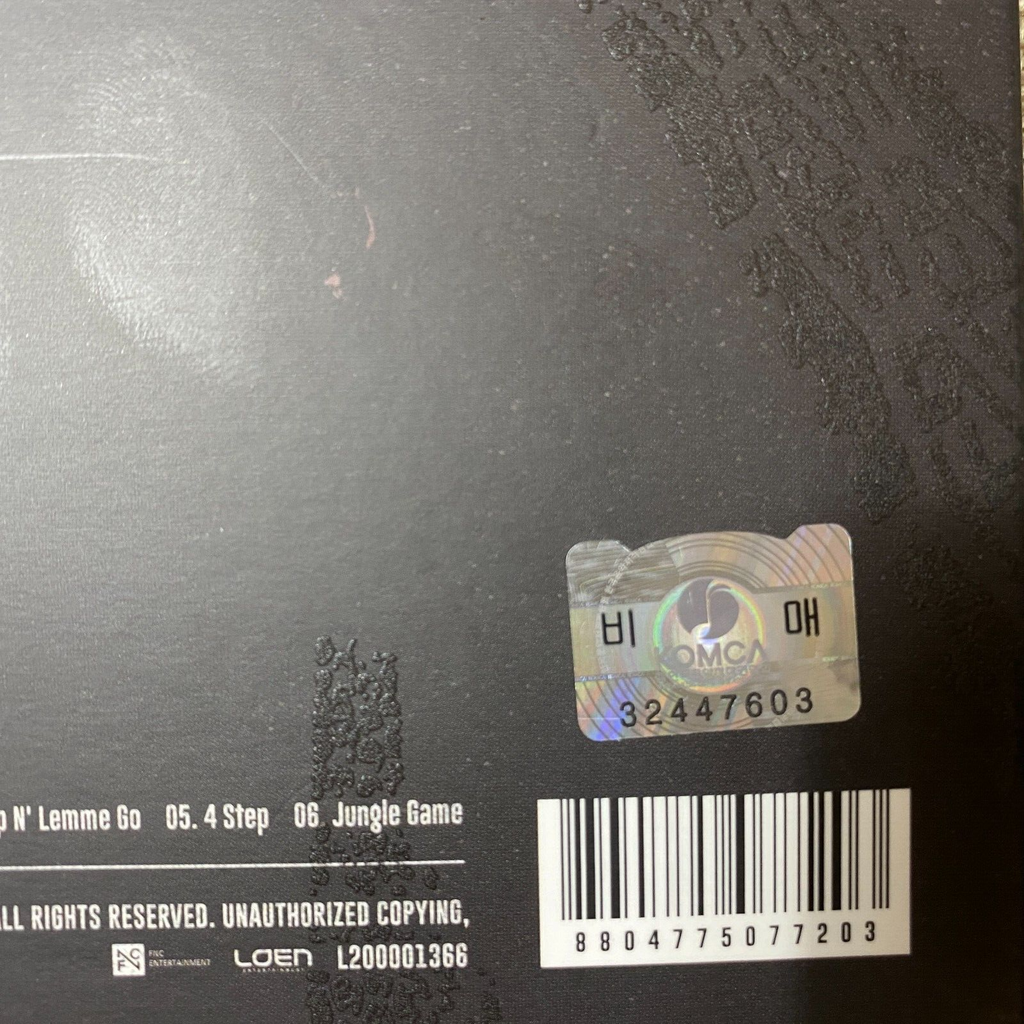 비 매
KOMCA
32447603
N' Lemme Go 05. 4 Step 06. Jungle Game
ALL RIGHTS RESERVED. UNAUTHORIZED COPYING,
FNC ENTERTAINMENT LOEN ENTERTAINMENT L200001366
8804775077203